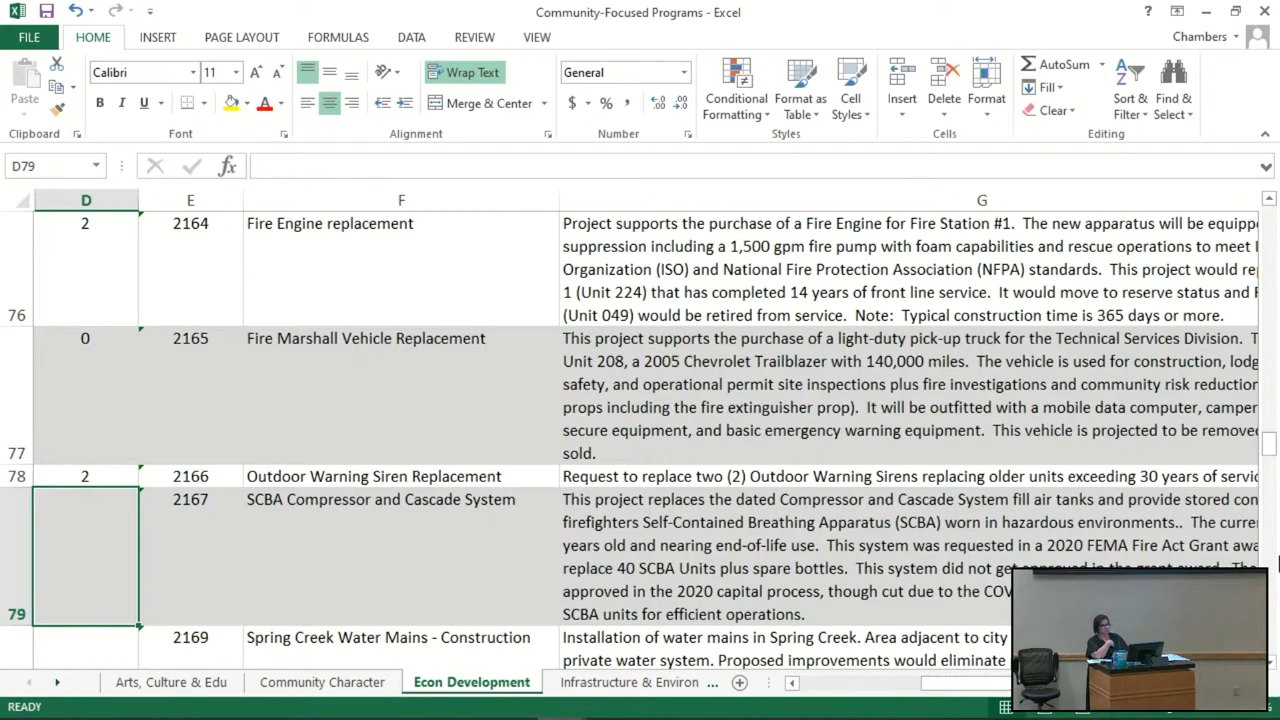 Community-Focused Programs - Excel
?
FILE
HOME
INSERT
PAGE LAYOUT
FORMULAS
DATA
REVIEW
VIEW
Chambers
Paste
Calibri
11
B
I
U
Wrap Text
Merge & Center
General
$
%
Conditional
Formatting
Format as
Table
Cell
Styles
Insert
Delete
Format
AutoSum
Fill
Clear
Sort &
Filter
Find &
Select
Clipboard
Font
Alignment
Number
Styles
Cells
Editing
D79
fx
D
E
F
G
76
2
2164
Fire Engine replacement
Project supports the purchase of a Fire Engine for Fire Station #1.  The new apparatus will be equippe
suppression including a 1,500 gpm fire pump with foam capabilities and rescue operations to meet
Organization (ISO) and National Fire Protection Association (NFPA) standards.  This project would re
1 (Unit 224) that has completed 14 years of front line service.  It would move to reserve status and
(Unit 049) would be retired from service.  Note:  Typical construction time is 365 days or more.
77
0
2165
Fire Marshall Vehicle Replacement
This project supports the purchase of a light-duty pick-up truck for the Technical Services Division.
Unit 208, a 2005 Chevrolet Trailblazer with 140,000 miles.  The vehicle is used for construction, lodg
safety, and operational permit site inspections plus fire investigations and community risk reduction
props including the fire extinguisher prop).  It will be outfitted with a mobile data computer, camper
secure equipment, and basic emergency warning equipment.  This vehicle is projected to be remove
sold.
78
2
2166
Outdoor Warning Siren Replacement
Request to replace two (2) Outdoor Warning Sirens replacing older units exceeding 30 years of servic
79
2167
SCBA Compressor and Cascade System
This project replaces the dated Compressor and Cascade System fill air tanks and provide stored con
firefighters Self-Contained Breathing Apparatus (SCBA) worn in hazardous environments..  The curre
years old and nearing end-of-life use.  This system was requested in a 2020 FEMA Fire Act Grant awa
replace 40 SCBA Units plus spare bottles.  This system did not get approved in the grant award.
approved in the 2020 capital process, though cut due to the COV
SCBA units for efficient operations.
2169
Spring Creek Water Mains - Construction
Installation of water mains in Spring Creek. Area adjacent to city
private water system. Proposed improvements would eliminate
Arts, Culture & Edu
Community Character
Econ Development
Infrastructure & Environ ...
READY